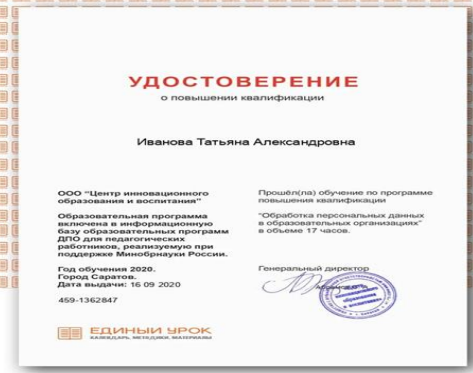 УДОСТОВЕРЕНИЕ
о повышении квалификации
Иванова Татьяна Александровна
ООО "Центр инновационного
образования и воспитания"
Образовательная программа
включена в информационную
базу образовательных программ
ДПО для педагогических
работников, реализуемую при
поддержке Минобрнауки России.
Год обучения 2020.
Город Саратов.
Дата выдачи: 16 09 2020
459-1362847
Прошёл(ла) обучение по программе
повышения квалификации
"Обработка персональных данных
в образовательных организациях"
в объеме 17 часов.
Генеральный директор
ЕДИНЫЙ УРОК
КАЛЕНДАРЬ, МЕТОДИКИ, МАТЕРИАЛЫ